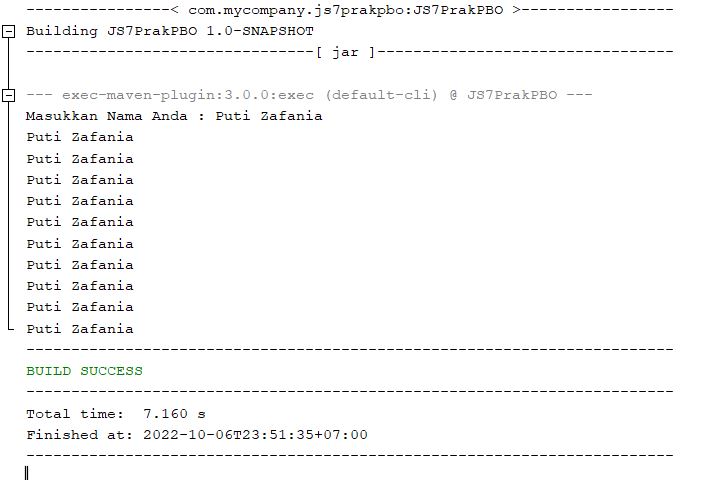 ----------------< com.mycompany.js7prakpbo:JS7PrakPBO >-----------------
Building JS7PrakPBO 1.0-SNAPSHOT
--------------------------------[ jar ]---------------------------------
--- exec-maven-plugin:3.0.0:exec (default-cli) @ JS7PrakPBO ---
Masukkan Nama Anda : Puti Zafania
Puti Zafania
Puti Zafania
Puti Zafania
Puti Zafania
Puti Zafania
Puti Zafania
Puti Zafania
Puti Zafania
Puti Zafania
Puti Zafania
------------------------------------------------------------------------
BUILD SUCCESS
------------------------------------------------------------------------
Total time:  7.160 s
Finished at: 2022-10-06T23:51:35+07:00
------------------------------------------------------------------------